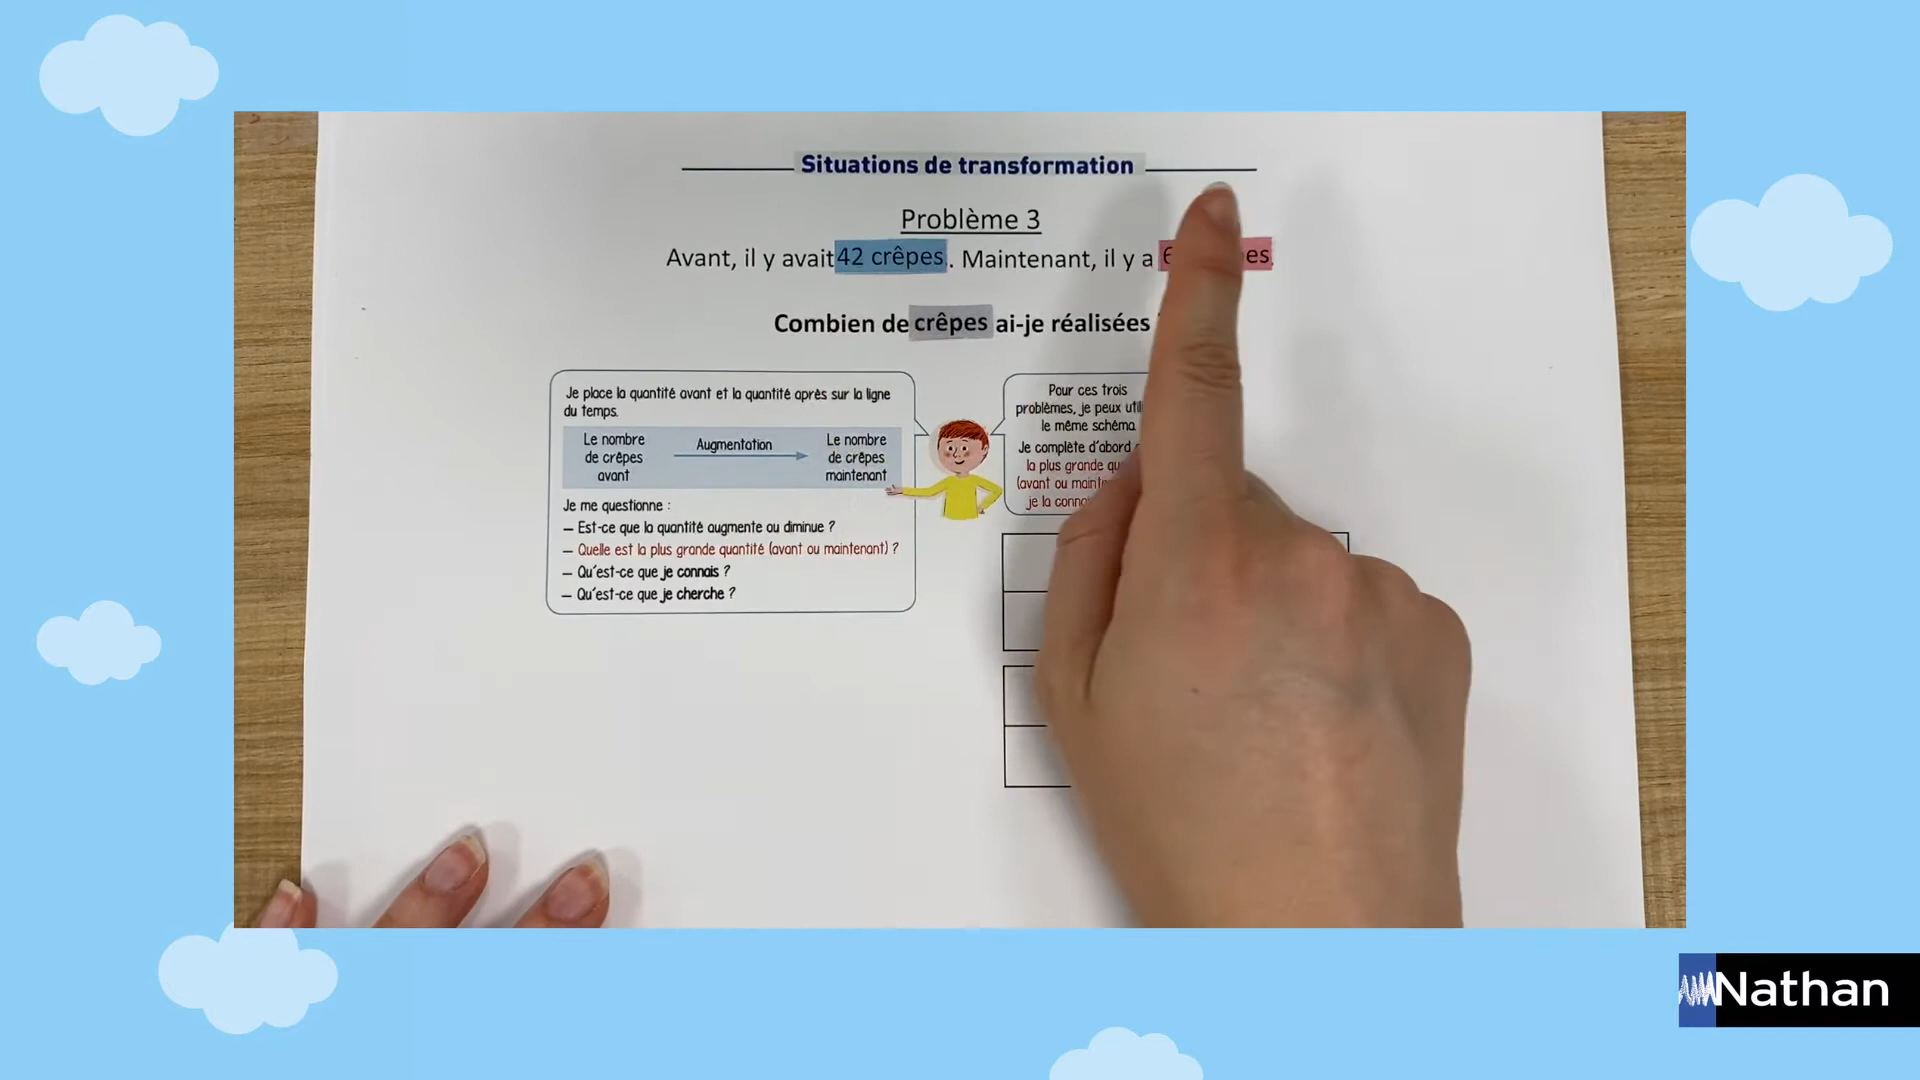 Situations de transformation
Problème 3
Avant, il y avait 42 crêpes. Maintenant, il y a
Combien de crêpes ai-je réalisées
Je place la quantité avant et la quantité après sur la ligne
du temps.
Le nombre
de crêpes
avant
Augmentation
Le nombre
de crêpes
maintenant
Je me questionne :
– Est-ce que la quantité augmente ou diminue ?
– Quelle est la plus grande quantité (avant ou maintenant) ?
– Qu'est-ce que je connais ?
– Qu'est-ce que je cherche ?
Pour ces trois
problèmes, je peux
le même schéma.
Je complète d'abord
la plus grande
(avant ou
je la
Nathan